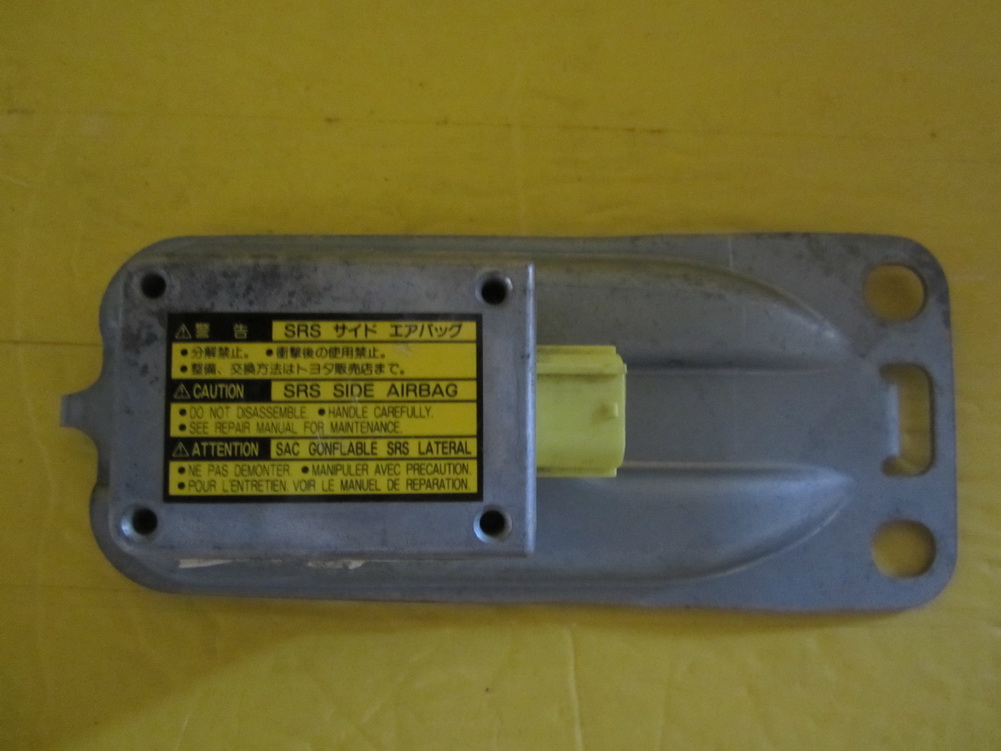 ⚠警 告 SRS サイド エアバッグ
•分解禁止。 •衝撃後の使用禁止。
•整備、交換方法はトヨタ販売店まで。
⚠CAUTION SRS SIDE AIRBAG
•DO NOT DISASSEMBLE. •HANDLE CAREFULLY.
•SEE REPAIR MANUAL FOR MAINTENANCE.
⚠ATTENTION SAC GONFLABLE SRS LATERAL
•NE PAS DEMONTER. •MANIPULER AVEC PRECAUTION.
•POUR L'ENTRETIEN. VOIR LE MANUEL DE REPARATION.